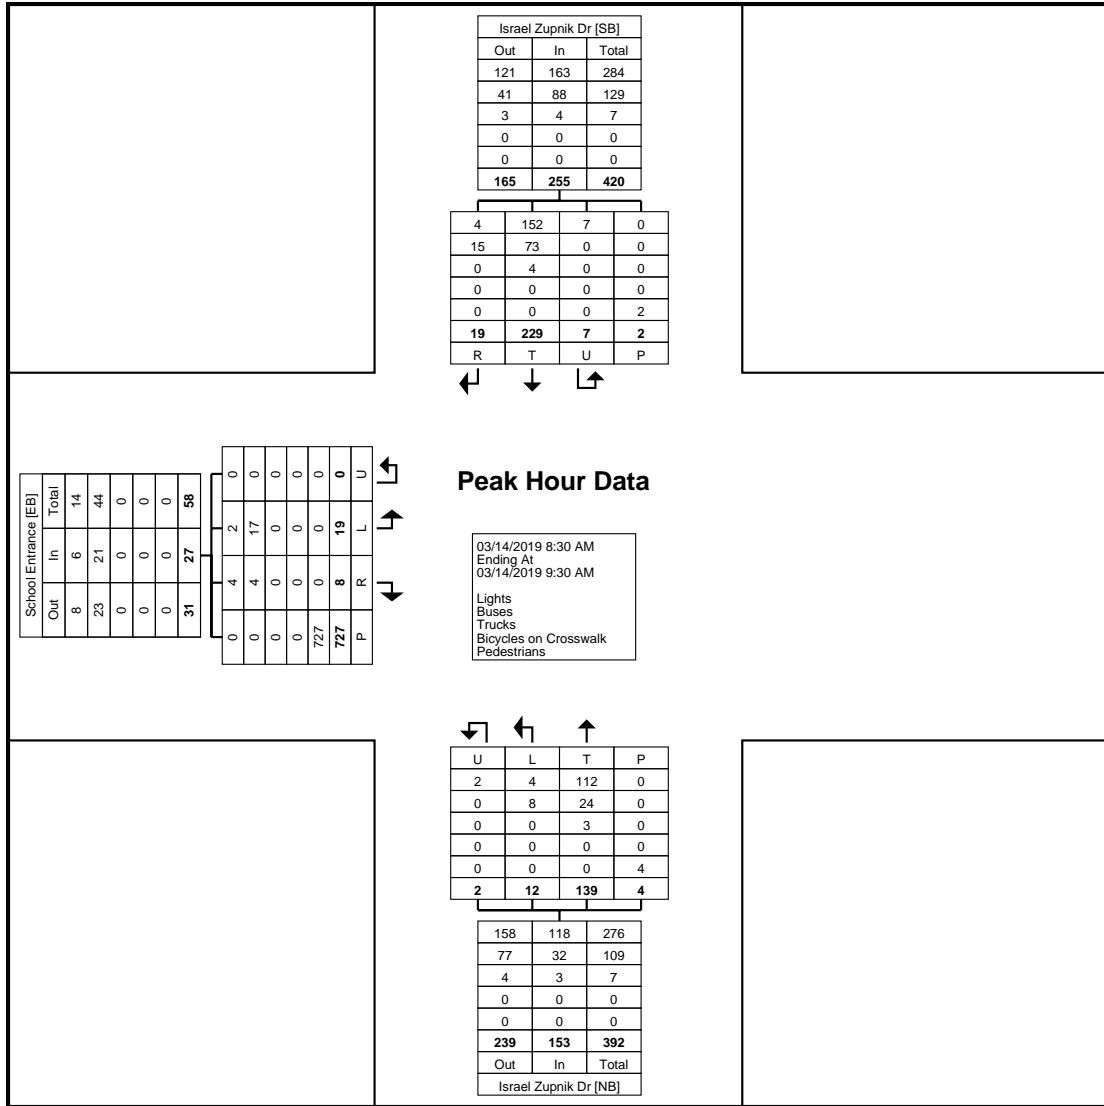 Israel Zupnik Dr [SB]
Out In Total
121 163 284
41 88 129
3 4 7
0 0 0
0 0 0
165 255 420
4 152 7 0
15 73 0 0
0 4 0 0
0 0 0 0
0 0 0 2
19 229 7 2
R T U P
School Entrance [EB]
Out In Total
8 6 14
23 21 44
0 0 0
0 0 0
0 0 0
31 27 58
0 4 2 0
0 4 17 0
0 0 0 0
0 0 0 0
727 0 0 0
727 8 19 0
P R L U
Peak Hour Data
03/14/2019 8:30 AM
Ending At
03/14/2019 9:30 AM
Lights
Buses
Trucks
Bicycles on Crosswalk
Pedestrians
U L T P
2 4 112 0
0 8 24 0
0 0 3 0
0 0 0 0
0 0 0 4
2 12 139 4
158 118 276
77 32 109
4 3 7
0 0 0
0 0 0
239 153 392
Out In Total
Israel Zupnik Dr [NB]